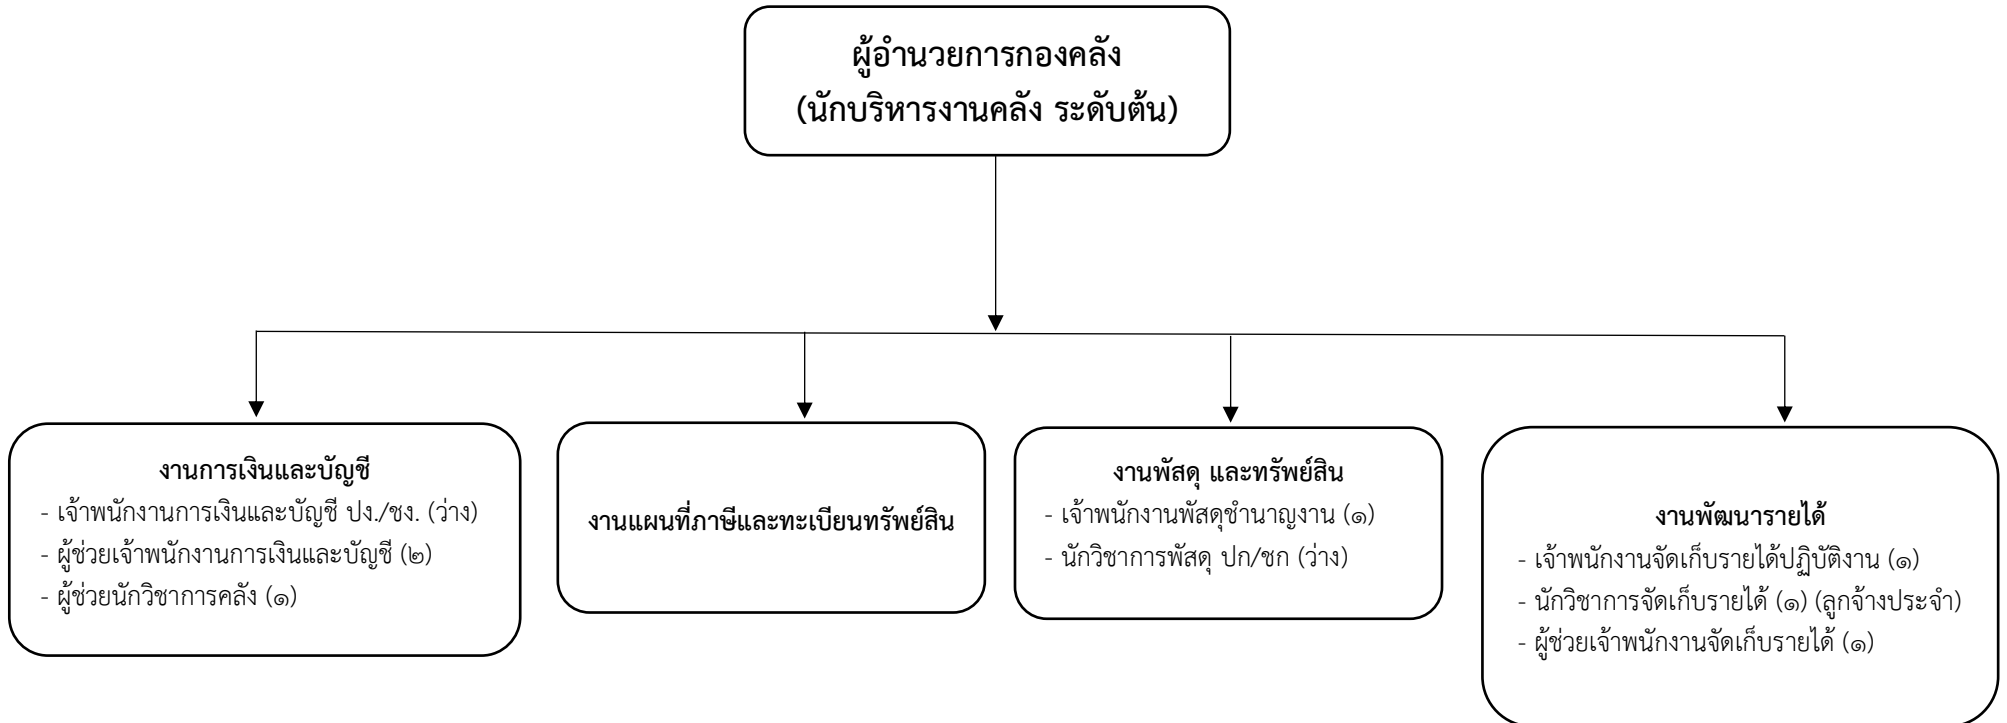 ผู้อำนวยการกองคลัง
(นักบริหารงานคลัง ระดับต้น)
งานการเงินและบัญชี
- เจ้าพนักงานการเงินและบัญชี ปง./ชง. (ว่าง)
- ผู้ช่วยเจ้าพนักงานการเงินและบัญชี (๒)
- ผู้ช่วยนักวิชาการคลัง (๑)
งานแผนที่ภาษีและทะเบียนทรัพย์สิน
งานพัสดุ และทรัพย์สิน
- เจ้าพนักงานพัสดุชำนาญงาน (๑)
- นักวิชาการพัสดุ ปก/ชก (ว่าง)
งานพัฒนารายได้
- เจ้าพนักงานจัดเก็บรายได้ปฏิบัติงาน (๑)
- นักวิชาการจัดเก็บรายได้ (๑) (ลูกจ้างประจำ)
- ผู้ช่วยเจ้าพนักงานจัดเก็บรายได้ (๑)